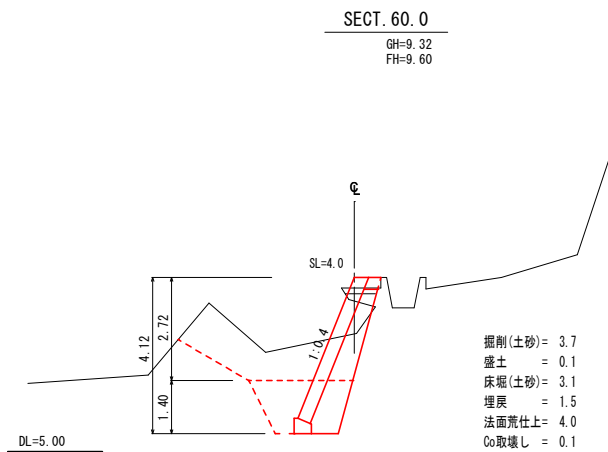 SECT. 60.0
GH=9.32
FH=9.60
℄
SL=4.0
4.12
2.72
1.40
1:0.4
掘削(土砂)= 3.7
盛土 = 0.1
床堀(土砂)= 3.1
埋戻 = 1.5
法面荒仕上= 4.0
Co取壊し = 0.1
DL=5.00